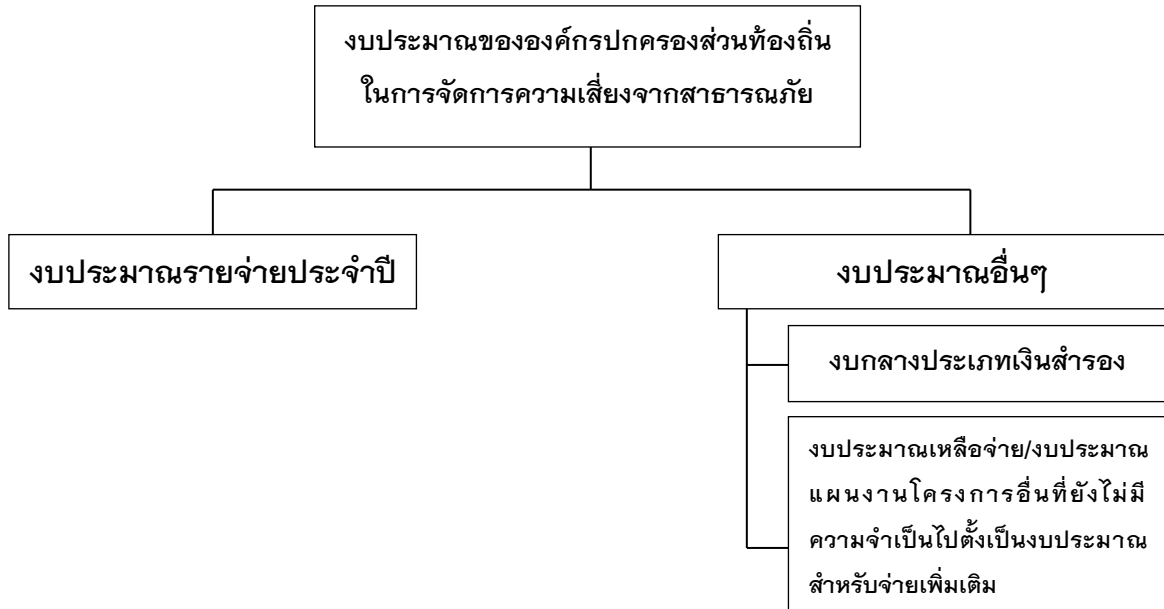 งบประมาณขององค์กรปกครองส่วนท้องถิ่น
ในการจัดการความเสี่ยงจากสาธารณภัย
งบประมาณรายจ่ายประจำปี
งบประมาณอื่นๆ
งบกลางประเภทเงินสำรอง
งบประมาณเหลือจ่าย/งบประมาณ
แผนงานโครงการอื่นที่ยังไม่มี
ความจำเป็นไปตั้งเป็นงบประมาณ
สำหรับจ่ายเพิ่มเติม